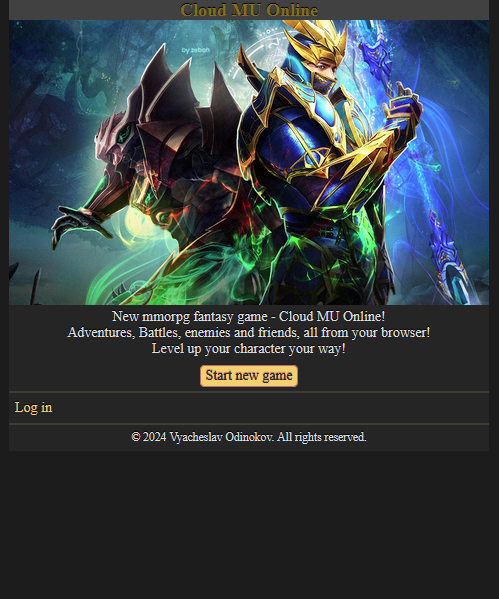 Cloud MU Online
by zeboh
New mmorpg fantasy game - Cloud MU Online!
Adventures, Battles, enemies and friends, all from your browser!
Level up your character your way!
Start new game
Log in
© 2024 Vyacheslav Odinokov. All rights reserved.